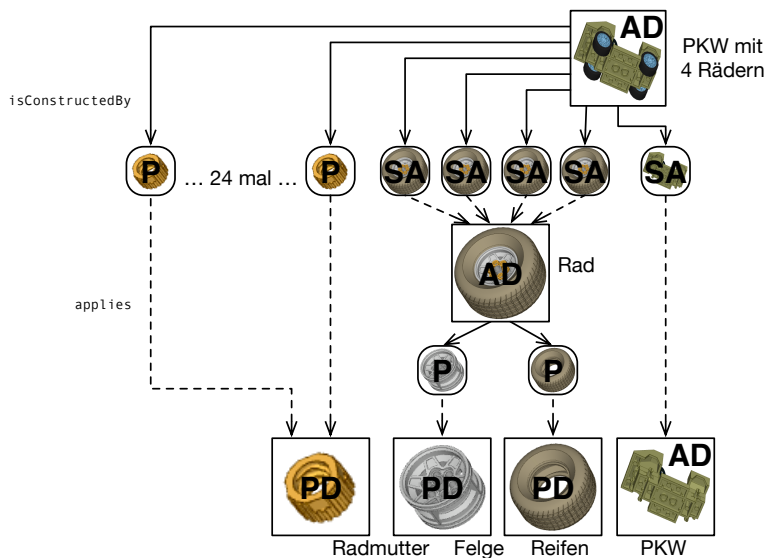 AD
PKW mit
4 Rädern
isConstructedBy
P
... 24 mal ...
P
SA
SA
SA
SA
SA
AD
Rad
applies
P
P
PD
PD
PD
AD
Radmutter
Felge
Reifen
PKW